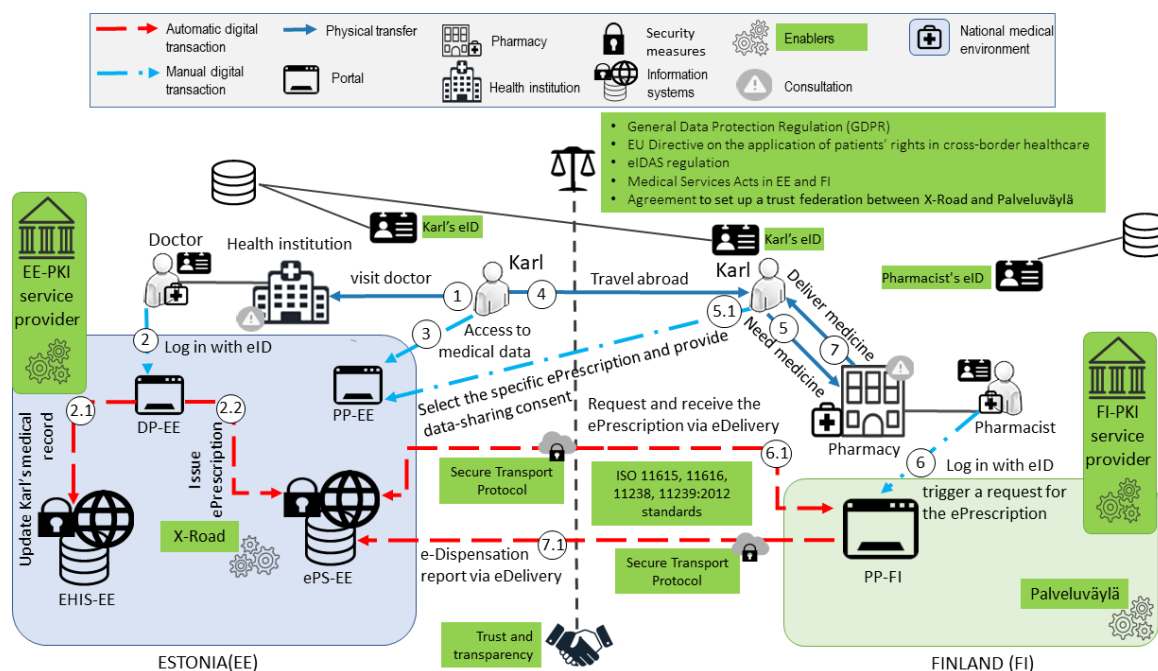 Automatic digital
transaction
Physical transfer
Pharmacy
Security
measures
Enablers
National medical
environment
Manual digital
transaction
Portal
Health institution
Information
systems
Consultation
• General Data Protection Regulation (GDPR)
• EU Directive on the application of patients' rights in cross-border healthcare
• eIDAS regulation
• Medical Services Acts in EE and FI
• Agreement to set up a trust federation between X-Road and Palveluväylä
EE-PKI
service
provider
Doctor
Health institution
Karl's eID
Karl's eID
Pharmacist's eID
visit doctor
1
Karl
4
Travel abroad
Karl
Deliver medicine
2
Log in with eID
3
Access to
medical data
5.1
5
7
Need medicine
Select the specific ePrescription and provide
data-sharing consent
DP-EE
PP-EE
2.1
2.2
Update Karl's medical
record
Issue
ePrescription
Request and receive the
ePrescription via eDelivery
Pharmacy
Pharmacist
FI-PKI
service
provider
Secure Transport
Protocol
6.1
ISO 11615, 11616,
11238, 11239:2012
standards
6
Log in with eID
trigger a request for
the ePrescription
X-Road
EHIS-EE
ePS-EE
7.1
e-Dispensation
report via eDelivery
Secure Transport
Protocol
PP-FI
Palveluväylä
Trust and
transparency
ESTONIA(EE)
FINLAND (FI)